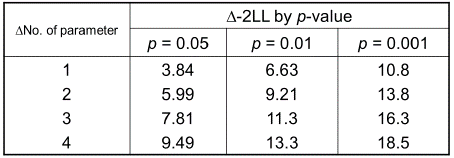 ΔNo. of parameter Δ-2LL by p-value
p = 0.05 p = 0.01 p = 0.001
1 3.84 6.63 10.8
2 5.99 9.21 13.8
3 7.81 11.3 16.3
4 9.49 13.3 18.5